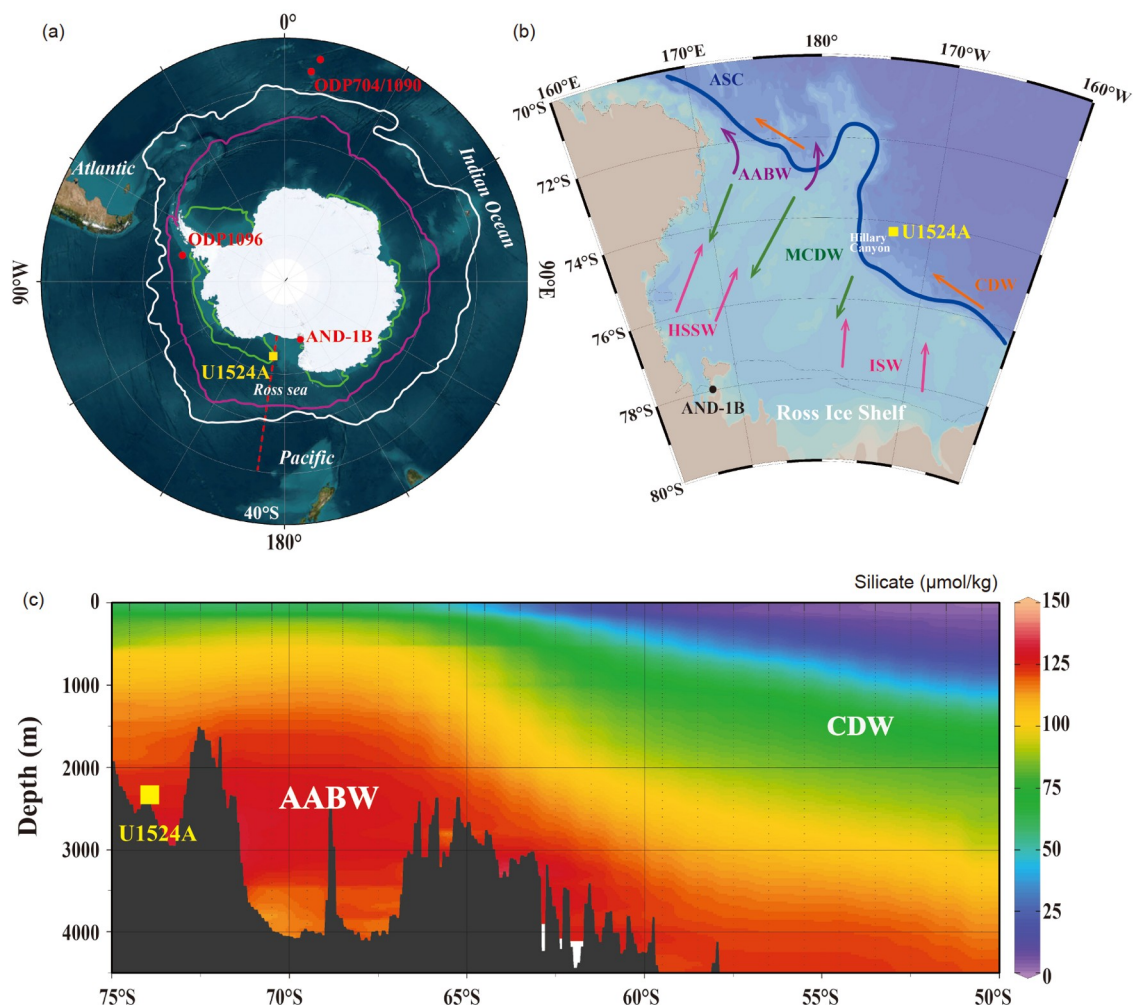 (a)
0°
ODP704/1090
Atlantic
Indian Ocean
ODP1096
90°W
90°E
AND-1B
U1524A
Ross sea
Pacific
40°S
180°
(b)
170°E
180°
170°W
160°E
160°W
70°S
ASC
72°S
AABW
U1524A
Hillary
Canyon
74°S
MCDW
CDW
76°S
HSSW
ISW
78°S
AND-1B
Ross Ice Shelf
80°S
(c)
Silicate (μmol/kg)
0
1000
2000
3000
4000
Depth (m)
CDW
AABW
U1524A
150
125
100
75
50
25
0
75°S
70°S
65°S
60°S
55°S
50°S